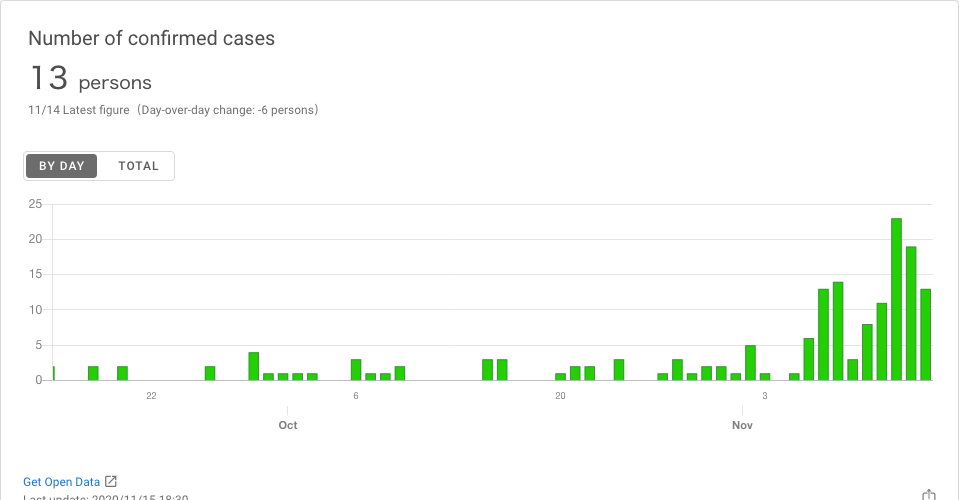 Number of confirmed cases
13 persons
11/14 Latest figure（Day-over-day change: -6 persons）
BY DAY TOTAL
25
20
15
10
5
0
22 6 20 3
Oct Nov
Get Open Data
Last update: 2020/11/15 18:30